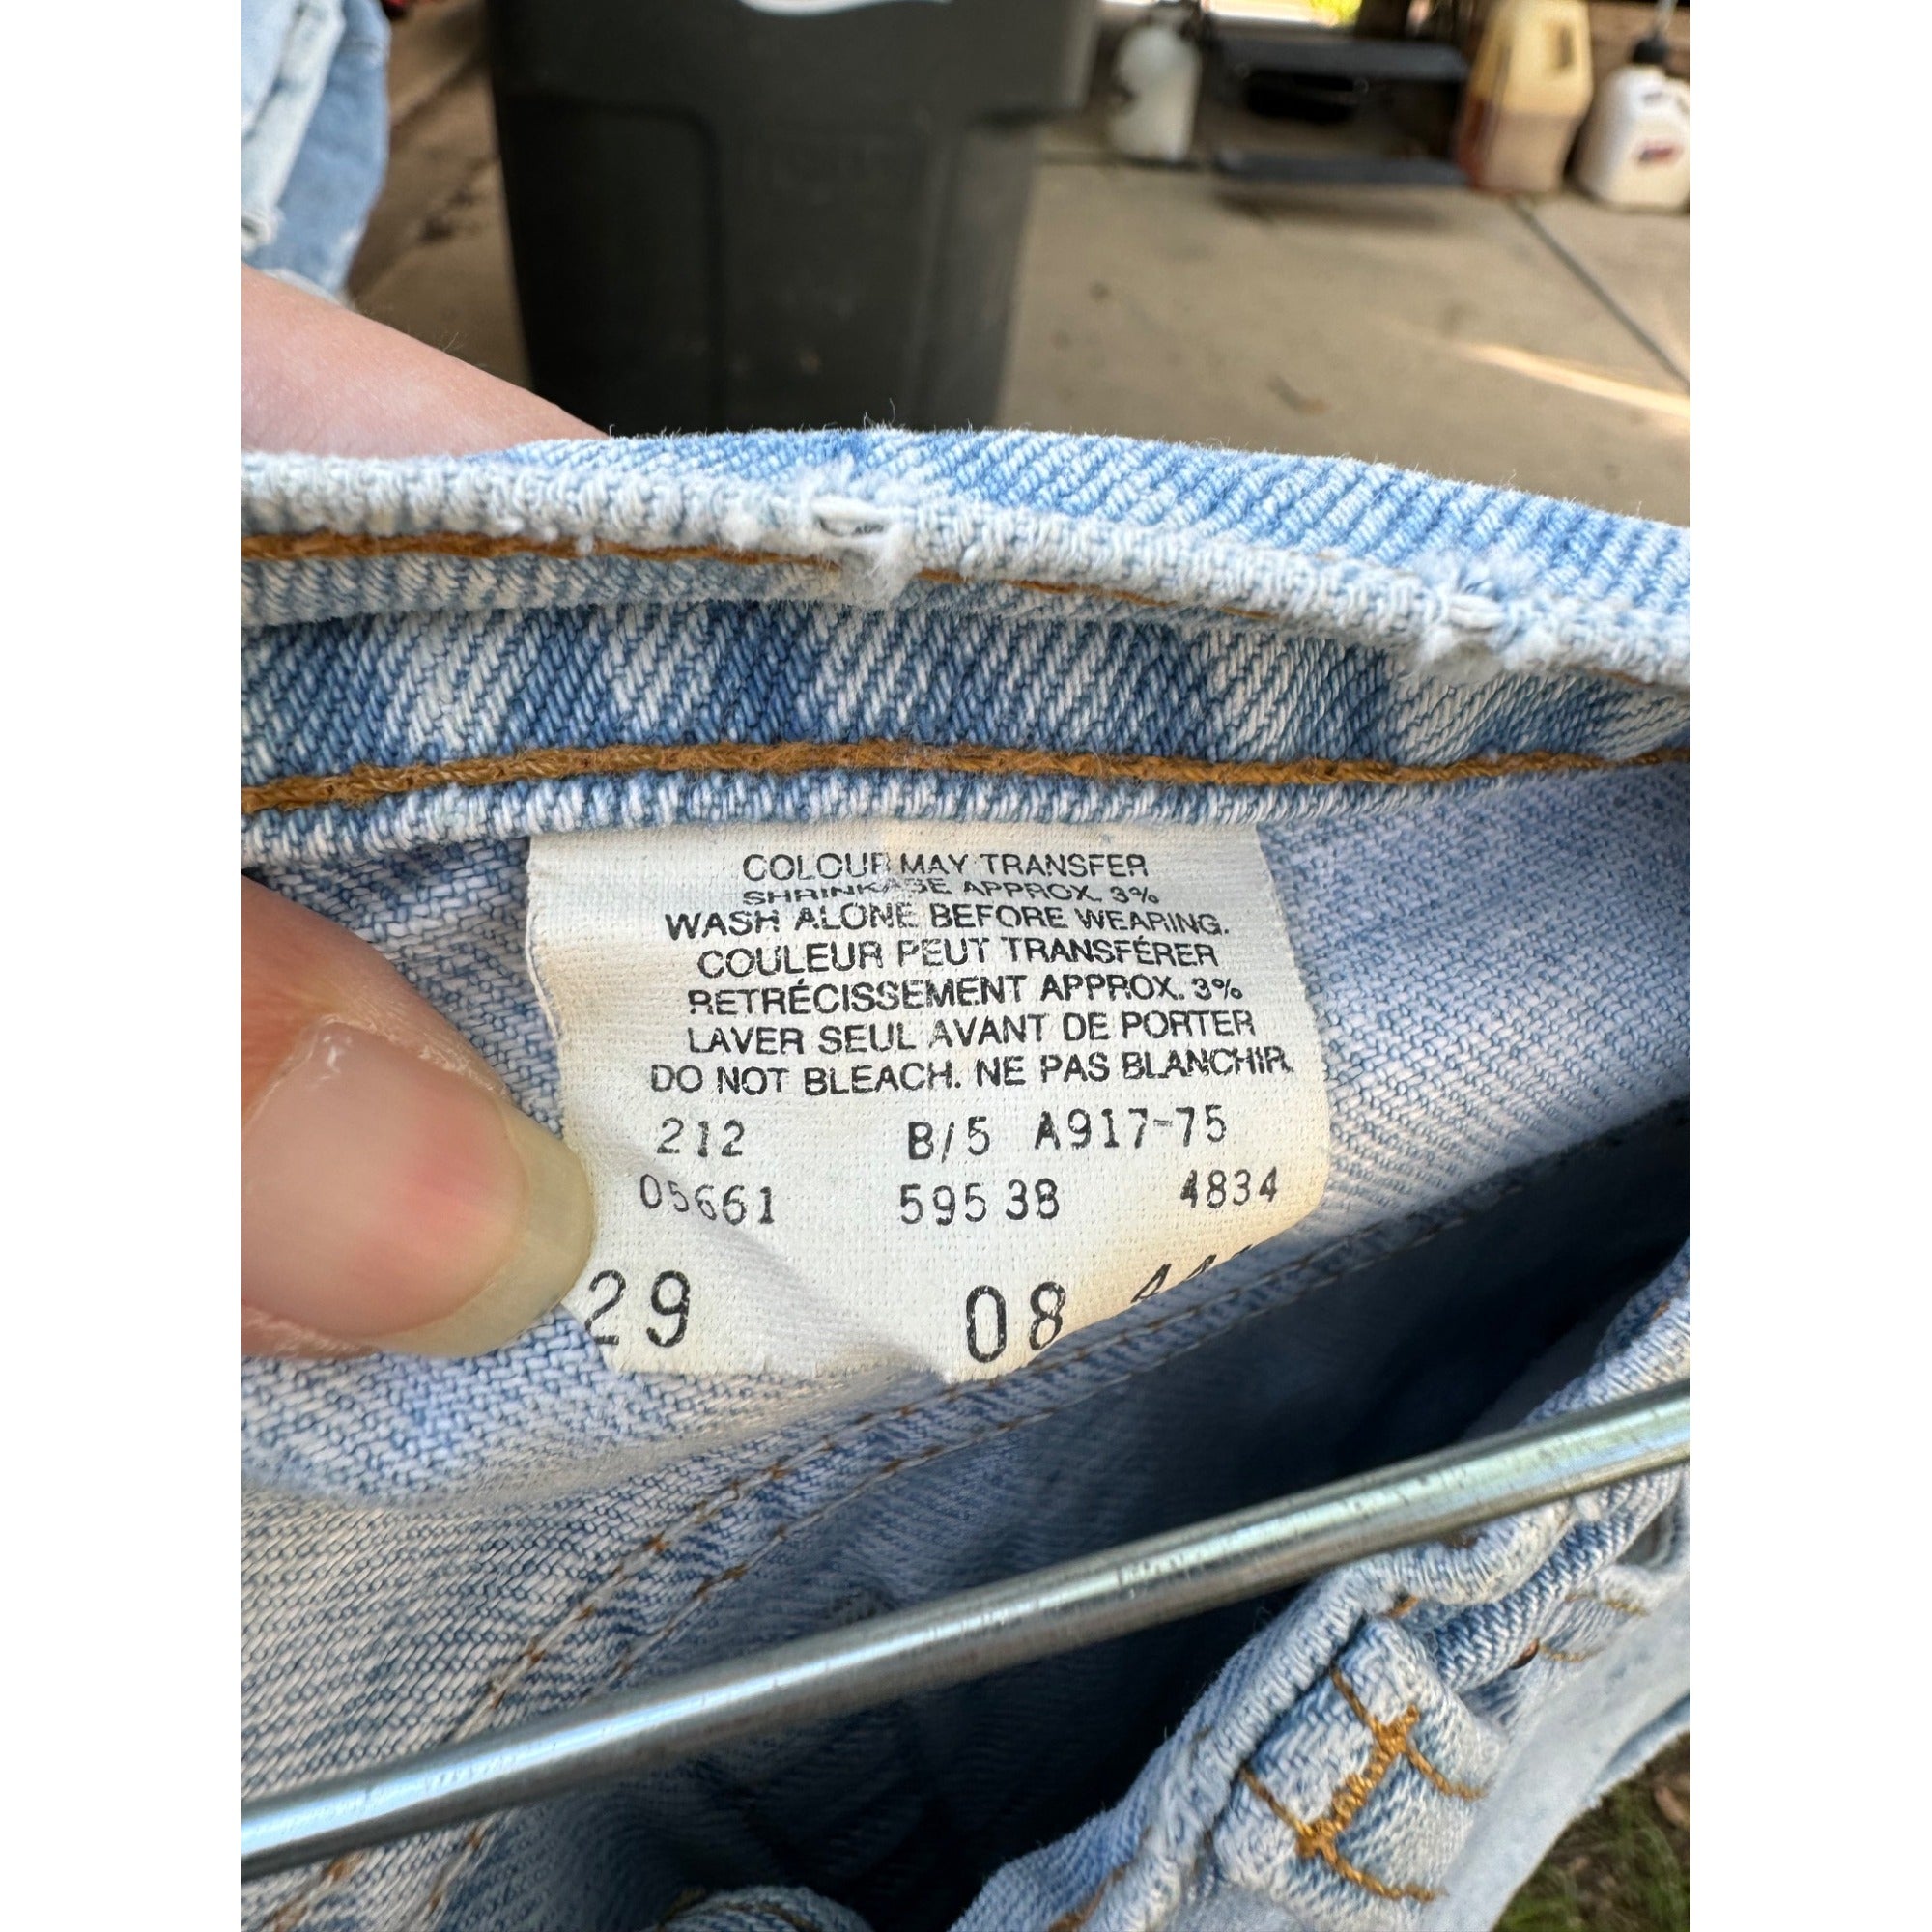 COLOUR MAY TRANSFER
SHRINKAGE APPROX. 3%
WASH ALONE BEFORE WEARING.
COULEUR PEUT TRANSFÉRER
RETRÉCISSEMENT APPROX. 3%
LAVER SEUL AVANT DE PORTER
DO NOT BLEACH. NE PAS BLANCHIR.
212 B/5 A917-75
05661 595 38 4834
29 08